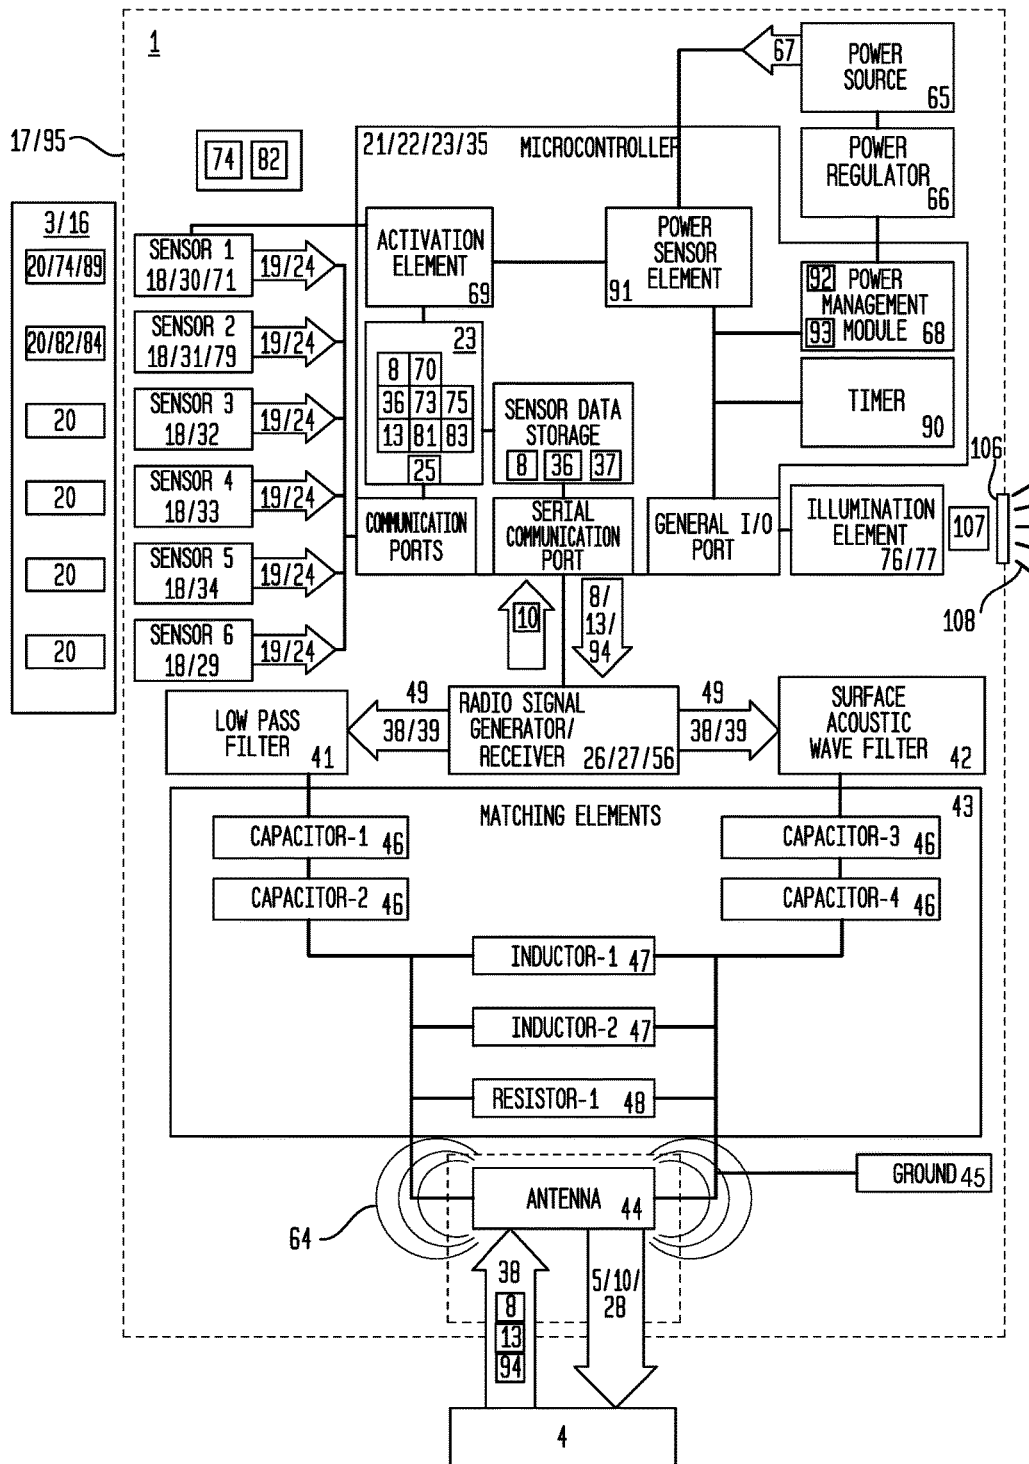 1
17/95
74 82
21/22/23/35 MICROCONTROLLER
67
POWER
SOURCE
65
POWER
REGULATOR
66
3/16
20/74/89
20/82/84
20
20
20
20
SENSOR 1
18/30/71
19/24
SENSOR 2
18/31/79
19/24
SENSOR 3
18/32
19/24
SENSOR 4
18/33
19/24
SENSOR 5
18/34
19/24
SENSOR 6
18/29
19/24
ACTIVATION
ELEMENT
69
POWER
SENSOR
ELEMENT
91
92 POWER
MANAGEMENT
93 MODULE
68
23
8 70
36 73 75
13 81 83
25
SENSOR DATA
STORAGE
8 36 37
TIMER
90
COMMUNICATION
PORTS
SERIAL
COMMUNICATION
PORT
GENERAL I/O
PORT
ILLUMINATION
ELEMENT
76/77
107
106
108
10
8/
13/
94
LOW PASS
FILTER
41
49
38/39
RADIO SIGNAL
GENERATOR/
RECEIVER
26/27/56
49
38/39
SURFACE
ACOUSTIC
WAVE FILTER
42
MATCHING ELEMENTS
43
CAPACITOR-1 46
CAPACITOR-2 46
CAPACITOR-3 46
CAPACITOR-4 46
INDUCTOR-1 47
INDUCTOR-2 47
RESISTOR-1 48
ANTENNA 44
GROUND 45
64
38
8
13
94
5/10/
28
4